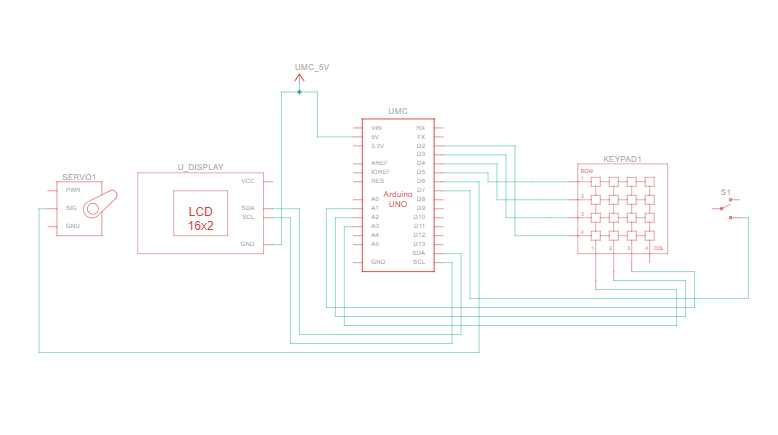 UMC_5V
SERVO1
PWR
SIG
GND
U_DISPLAY
LCD
16x2
VCC
SDA
SCL
GND
UMC
Arduino
UNO
VIN
5V
3.3V
AREF
IOREF
RES
A0
A1
A2
A3
A4
A5
GND
RX
TX
D2
D3
D4
D5
D6
D7
D8
D9
D10
D11
D12
D13
SDA
SCL
KEYPAD1
ROW
1
2
3
4
1 2 3 4 COL
S1